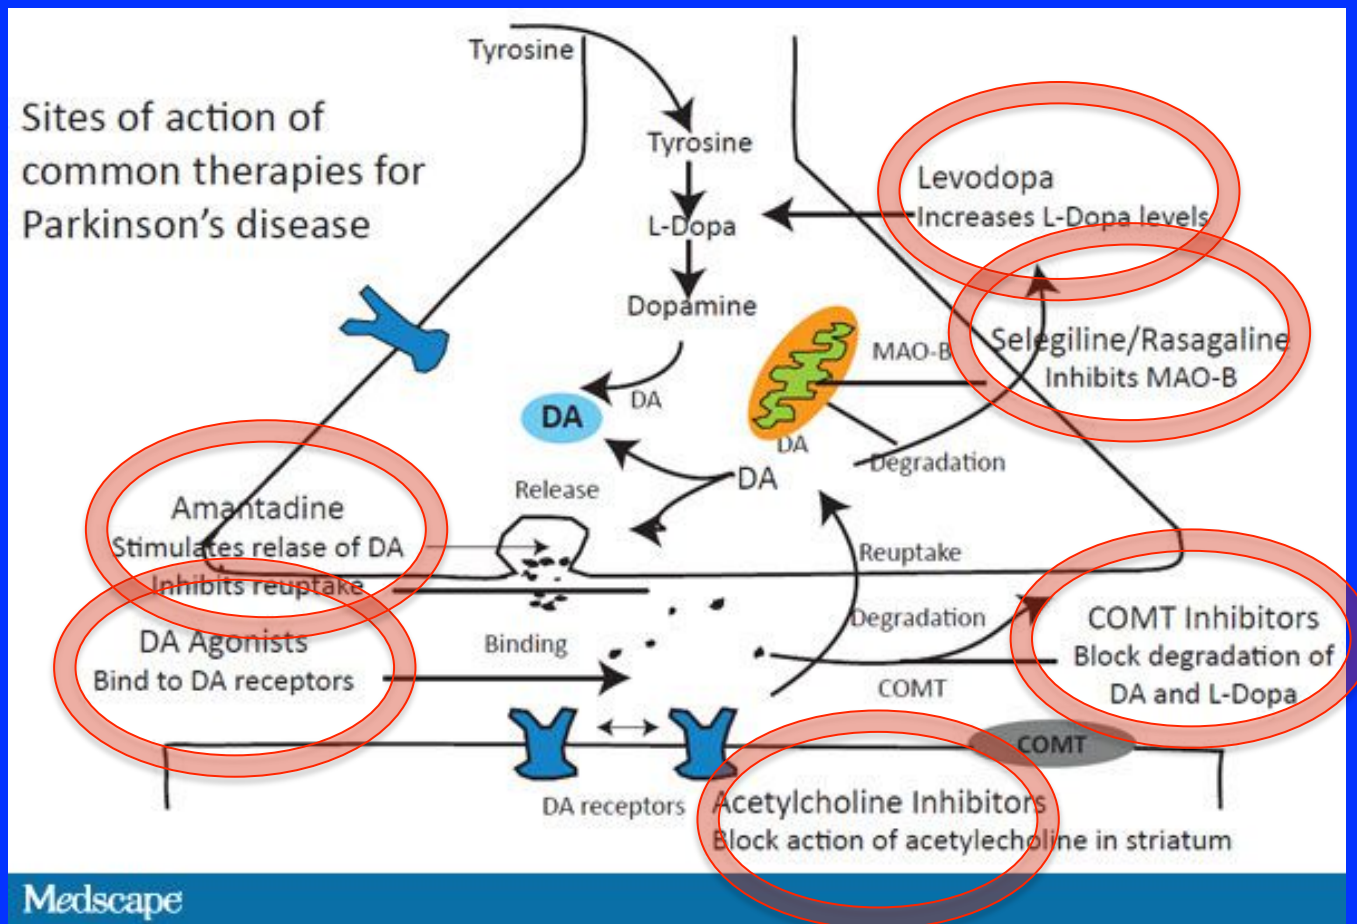 Sites of action of
common therapies for
Parkinson's disease
Tyrosine
Tyrosine
L-Dopa
Dopamine
DA
DA
Levodopa
Increases L-Dopa levels
Selegiline/Rasagaline
Inhibits MAO-B
MAO-B
DA
Degradation
DA
Release
Amantadine
Stimulates relase of DA
Inhibits reuptake
DA Agonists
Bind to DA receptors
Binding
Reuptake
Degradation
COMT
COMT Inhibitors
Block degradation of
DA and L-Dopa
COMT
DA receptors
Acetylcholine Inhibitors
Block action of acetylecholine in striatum
Medscape